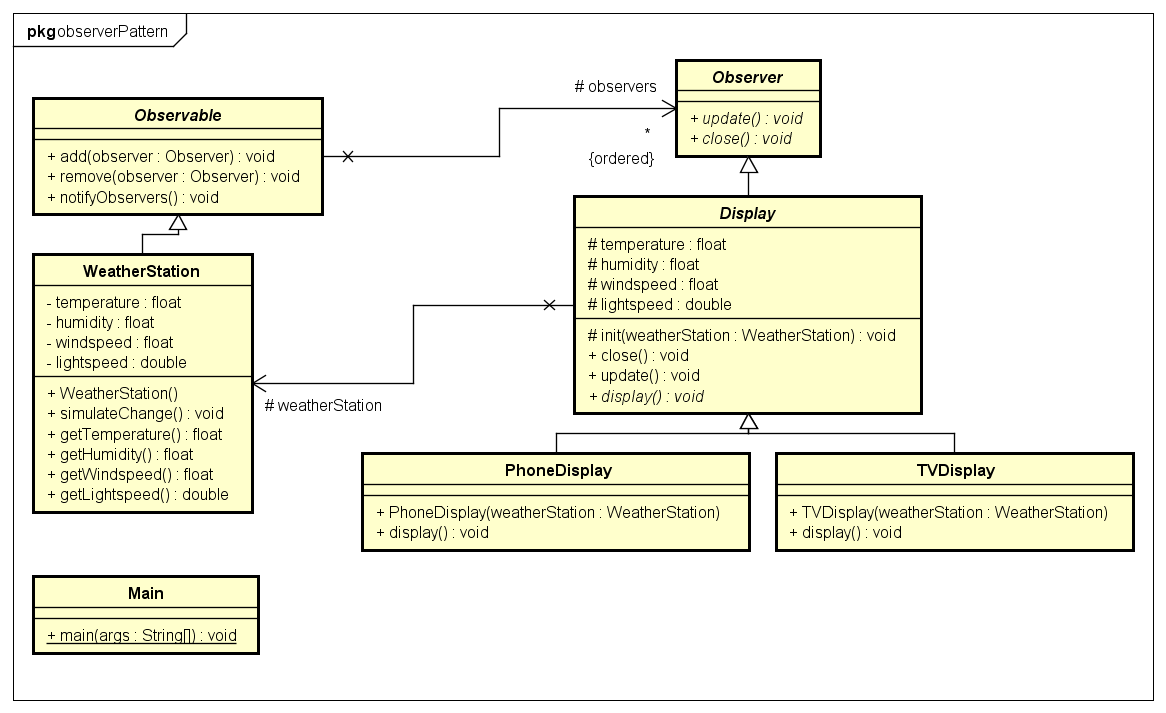 pkg observerPattern
Observable
+ add(observer : Observer) : void
+ remove(observer : Observer) : void
+ notifyObservers() : void
# observers
*
{ordered}
Observer
+ update() : void
+ close() : void
WeatherStation
- temperature : float
- humidity : float
- windspeed : float
- lightspeed : double
+ WeatherStation()
+ simulateChange() : void
+ getTemperature() : float
+ getHumidity() : float
+ getWindspeed() : float
+ getLightspeed() : double
# weatherStation
Display
# temperature : float
# humidity : float
# windspeed : float
# lightspeed : double
# init(weatherStation : WeatherStation) : void
+ close() : void
+ update() : void
+ display() : void
PhoneDisplay
+ PhoneDisplay(weatherStation : WeatherStation)
+ display() : void
TVDisplay
+ TVDisplay(weatherStation : WeatherStation)
+ display() : void
Main
+ main(args : String[]) : void